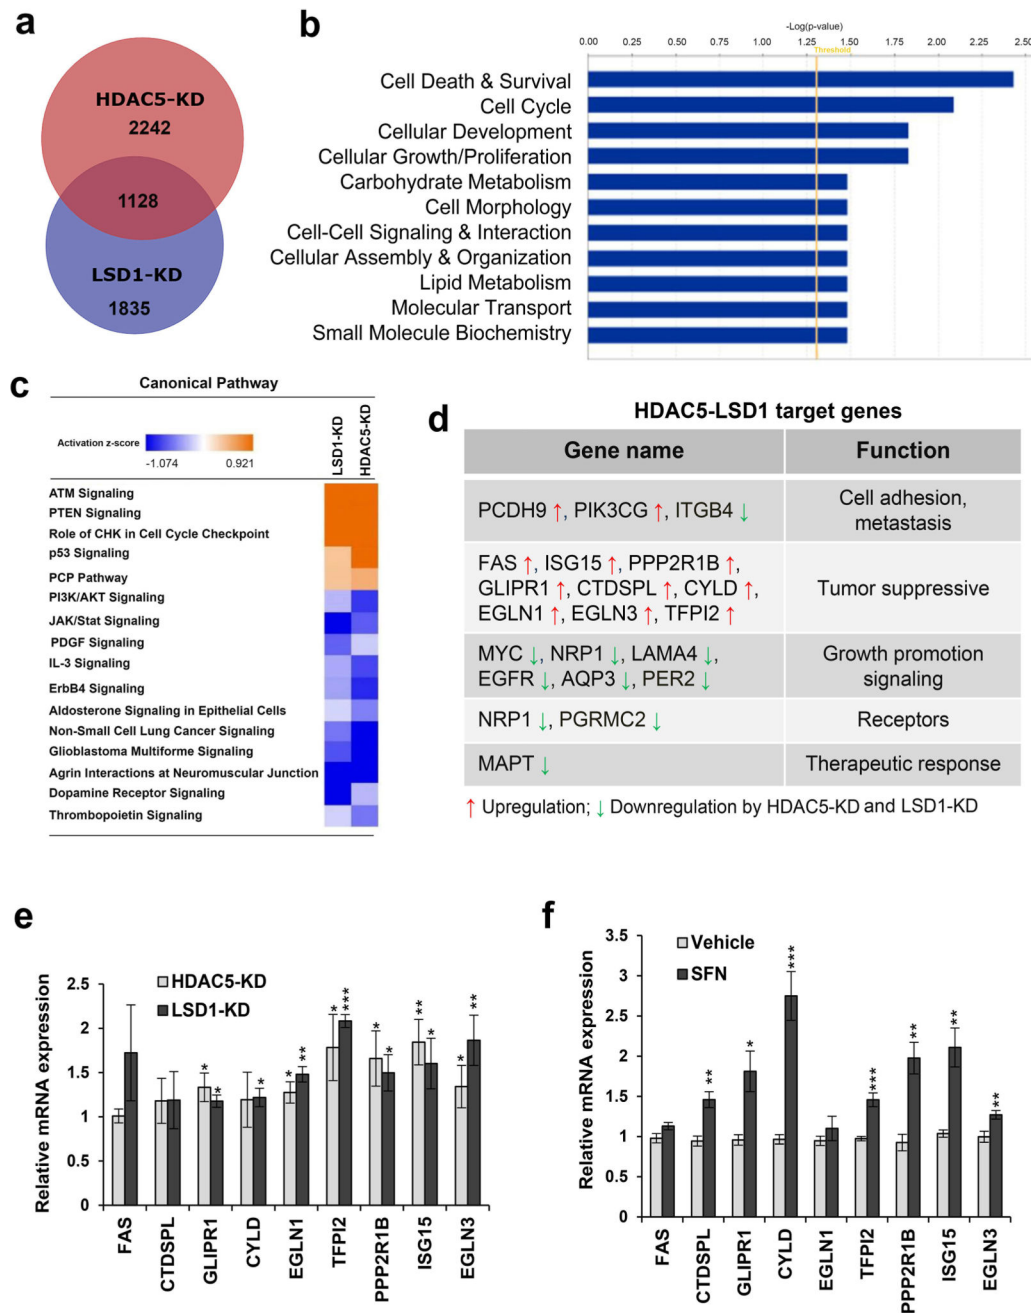 a
HDAC5-KD
2242
1128
LSD1-KD
1835
b
-Log(p-value)
0.00 0.25 0.50 0.75 1.00 1.25 1.50 1.75 2.00 2.25 2.50
Threshold
Cell Death & Survival
Cell Cycle
Cellular Development
Cellular Growth/Proliferation
Carbohydrate Metabolism
Cell Morphology
Cell-Cell Signaling & Interaction
Cellular Assembly & Organization
Lipid Metabolism
Molecular Transport
Small Molecule Biochemistry
c
Canonical Pathway
Activation z-score
-1.074 0.921
LSD1-KD
HDAC5-KD
ATM Signaling
PTEN Signaling
Role of CHK in Cell Cycle Checkpoint
p53 Signaling
PCP Pathway
PI3K/AKT Signaling
JAK/Stat Signaling
PDGF Signaling
IL-3 Signaling
ErbB4 Signaling
Aldosterone Signaling in Epithelial Cells
Non-Small Cell Lung Cancer Signaling
Glioblastoma Multiforme Signaling
Agrin Interactions at Neuromuscular Junction
Dopamine Receptor Signaling
Thrombopoietin Signaling
d
HDAC5-LSD1 target genes
Gene name Function
PCDH9 ↑, PIK3CG ↑, ITGB4 ↓
Cell adhesion,
metastasis
FAS ↑, ISG15 ↑, PPP2R1B ↑,
GLIPR1 ↑, CTDSPL ↑, CYLD ↑,
EGLN1 ↑, EGLN3 ↑, TFPI2 ↑
Tumor suppressive
MYC ↓, NRP1 ↓, LAMA4 ↓,
EGFR ↓, AQP3 ↓, PER2 ↓
Growth promotion
signaling
NRP1 ↓, PGRMC2 ↓
Receptors
MAPT ↓
Therapeutic response
↑ Upregulation; ↓ Downregulation by HDAC5-KD and LSD1-KD
e
Relative mRNA expression
2.5
2
1.5
1
0.5
0
HDAC5-KD
LSD1-KD
* * * * ** * *** * * ** * * **
FAS
CTDSPL
GLIPR1
CYLD
EGLN1
TFPI2
PPP2R1B
ISG15
EGLN3
f
Relative mRNA expression
3.5
3
2.5
2
1.5
1
0.5
0
Vehicle
SFN
** * *** *** ** ** **
FAS
CTDSPL
GLIPR1
CYLD
EGLN1
TFPI2
PPP2R1B
ISG15
EGLN3